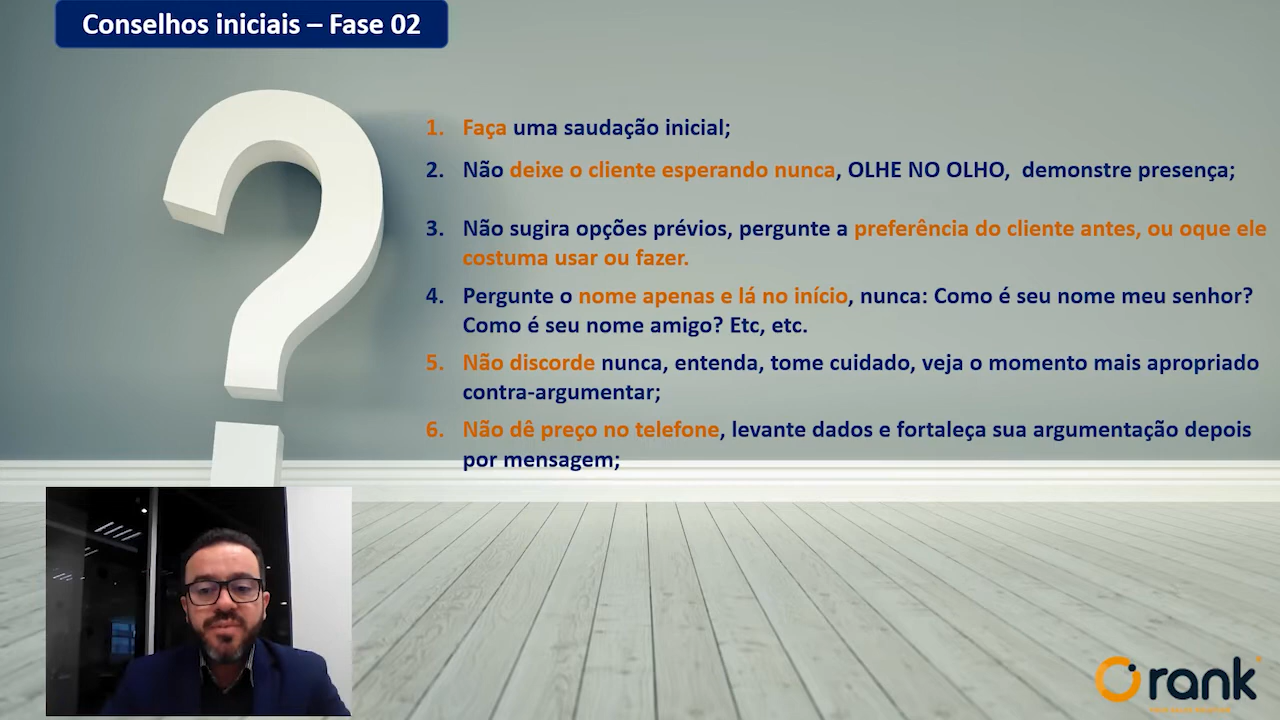 Conselhos iniciais – Fase 02
1. Faça uma saudação inicial;
2. Não deixe o cliente esperando nunca, OLHE NO OLHO, demonstre presença;
3. Não sugira opções prévios, pergunte a preferência do cliente antes, ou oque ele
costuma usar ou fazer.
4. Pergunte o nome apenas e lá no início, nunca: Como é seu nome meu senhor?
Como é seu nome amigo? Etc, etc.
5. Não discorde nunca, entenda, tome cuidado, veja o momento mais apropriado
contra-argumentar;
6. Não dê preço no telefone, levante dados e fortaleça sua argumentação depois
por mensagem;
rank